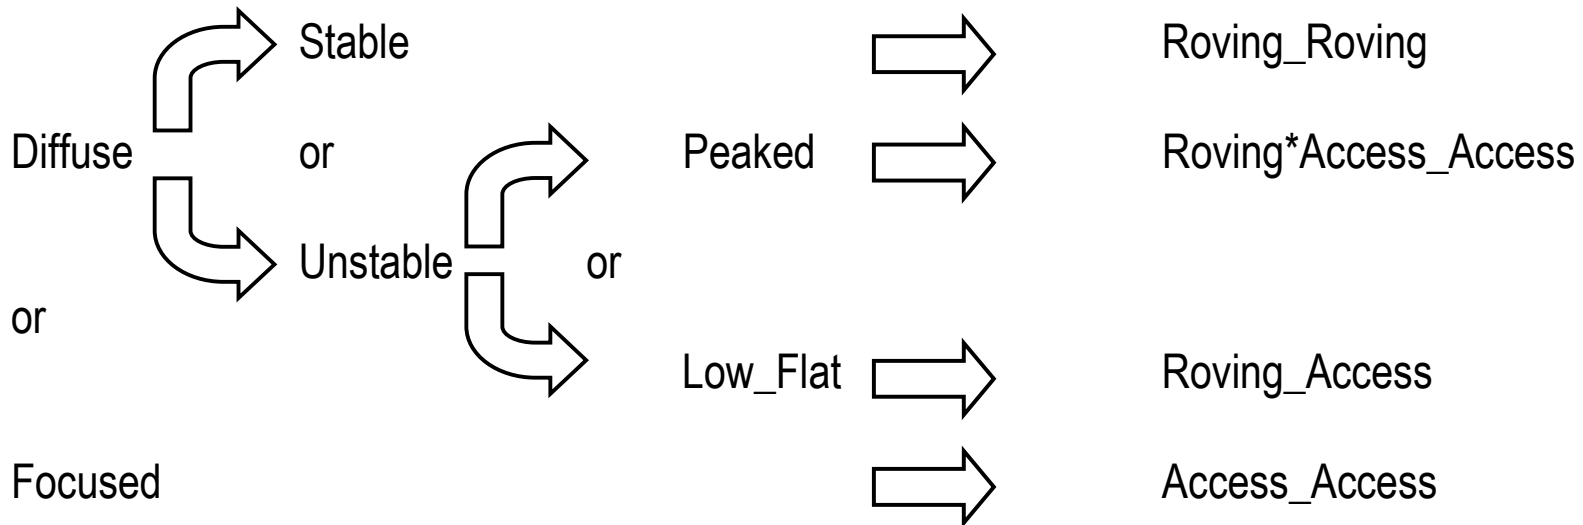 Stable Roving_Roving
Diffuse or Peaked Roving*Access_Access
Unstable or
or
Low_Flat Roving_Access
Focused Access_Access